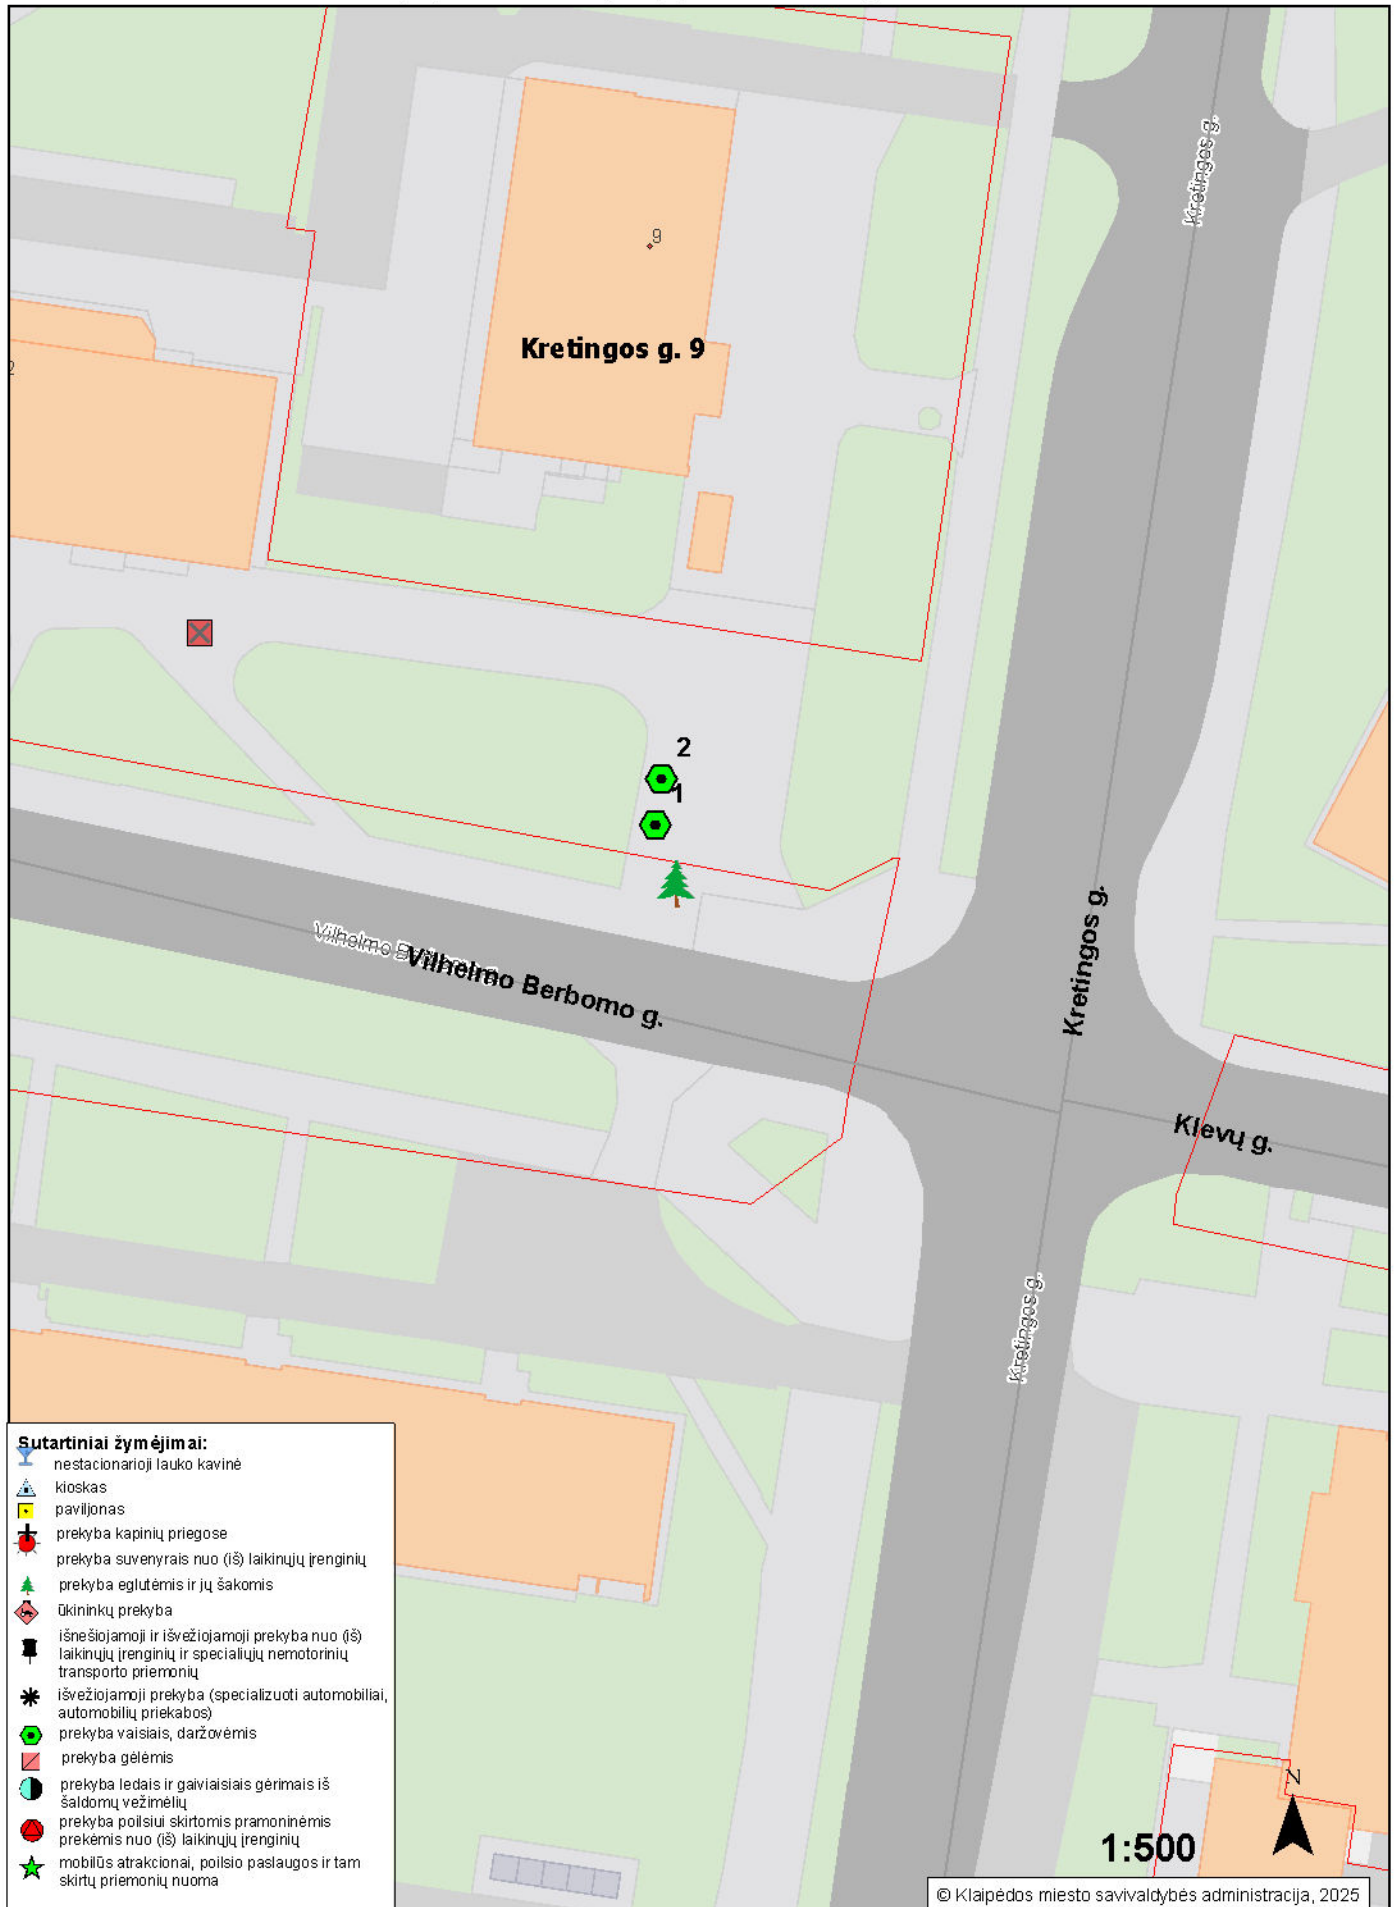 Kretingos g.
9
Kretingos g. 9
2
2
1
Kretingos g.
Vilhelmo Berbomo g.
Klevų g.
Kretingos g.
Sutartiniai žymėjimai:
nestacionarioji lauko kavinė
kioskas
paviljonas
prekyba kapinių priegose
prekyba suvenyrais nuo (iš) laikinųjų įrenginių
prekyba eglutėmis ir jų šakomis
ūkininkų prekyba
išnešiojamoji ir išvežiojamoji prekyba nuo (iš)
laikinųjų įrenginių ir specialiųjų nemotorinių
transporto priemonių
išvežiojamoji prekyba (specializuoti automobiliai,
automobilių priekabos)
prekyba vaisiais, daržovėmis
prekyba gėlėmis
prekyba ledais ir gaiviaisiais gėrimais iš
šaldomų vežimėlių
prekyba poilsiui skirtomis pramoninėmis
prekėmis nuo (iš) laikinųjų įrenginių
mobilūs atrakcionai, poilsio paslaugos ir tam
skirtų priemonių nuoma
N
1:500
© Klaipėdos miesto savivaldybės administracija, 2025